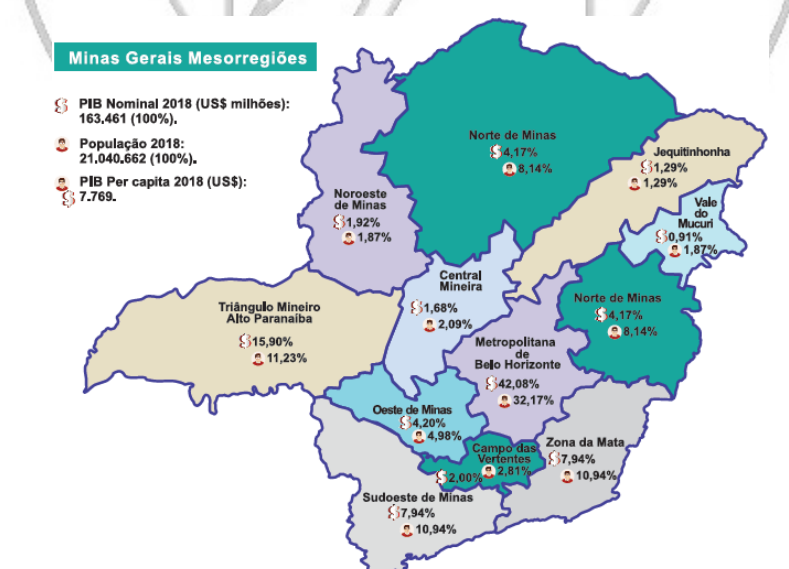 Minas Gerais Mesorregiões
PIB Nominal 2018 (US$ milhões):
163.461 (100%).
População 2018:
21.040.662 (100%).
PIB Per capita 2018 (US$):
$ 7.769.
Norte de Minas
$4,17%
8,14%
Jequitinhonha
$1,29%
1,29%
Noroeste
de Minas
$1,92%
1,87%
Vale
do
Mucuri
$0,91%
1,87%
Central
Mineira
$1,68%
2,09%
Norte de Minas
$4,17%
8,14%
Triângulo Mineiro
Alto Paranaíba
$15,90%
11,23%
Metropolitana
de
Belo Horizonte
$42,08%
32,17%
Oeste de Minas
$4,20%
4,98%
Campo das
Vertentes
2,81%
$2,00%
Zona da Mata
$7,94%
10,94%
Sudoeste de Minas
$7,94%
10,94%